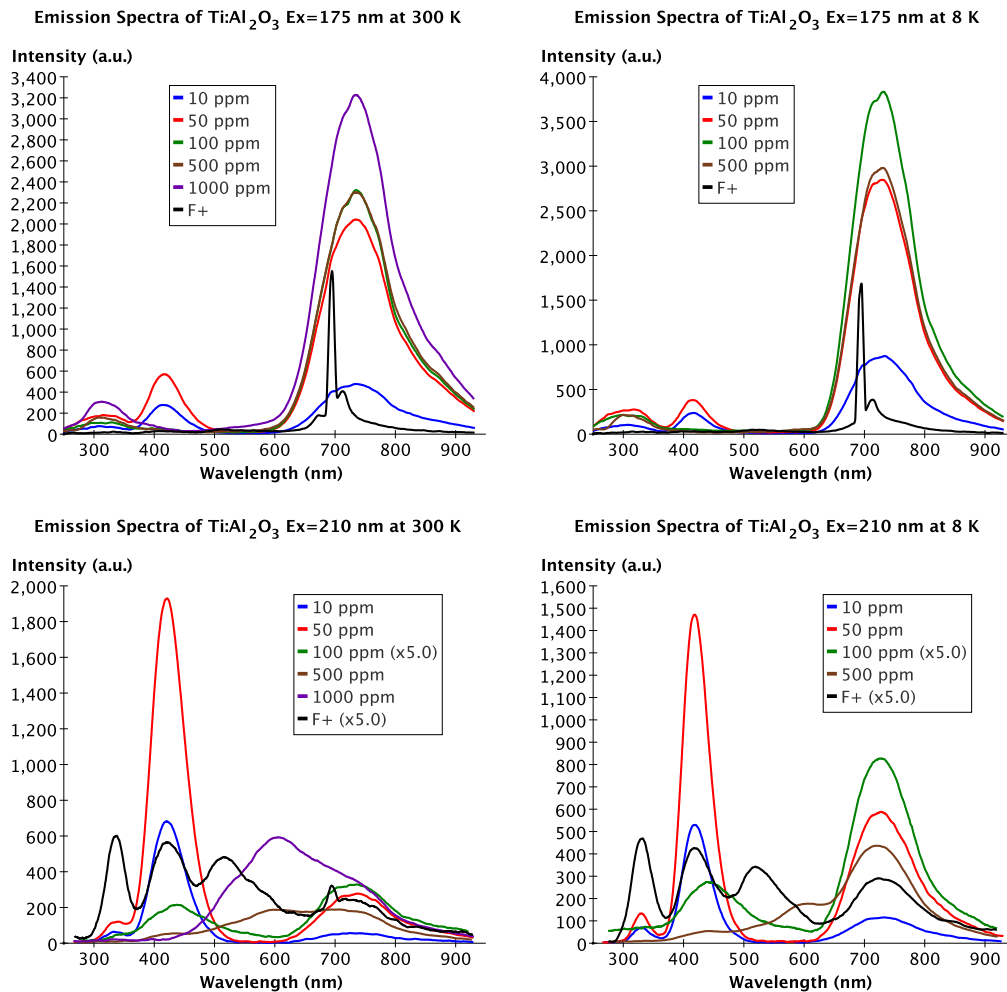 Emission Spectra of Ti:Al2O3 Ex=175 nm at 300 K
Intensity (a.u.)
3,400
3,200
3,000
2,800
2,600
2,400
2,200
2,000
1,800
1,600
1,400
1,200
1,000
800
600
400
200
0
10 ppm
50 ppm
100 ppm
500 ppm
1000 ppm
F+
300 400 500 600 700 800 900
Wavelength (nm)
Emission Spectra of Ti:Al2O3 Ex=175 nm at 8 K
Intensity (a.u.)
4,000
3,500
3,000
2,500
2,000
1,500
1,000
500
0
10 ppm
50 ppm
100 ppm
500 ppm
F+
300 400 500 600 700 800 900
Wavelength (nm)
Emission Spectra of Ti:Al2O3 Ex=210 nm at 300 K
Intensity (a.u.)
2,000
1,800
1,600
1,400
1,200
1,000
800
600
400
200
0
10 ppm
50 ppm
100 ppm (x5.0)
500 ppm
1000 ppm
F+ (x5.0)
300 400 500 600 700 800 900
Wavelength (nm)
Emission Spectra of Ti:Al2O3 Ex=210 nm at 8 K
Intensity (a.u.)
1,600
1,500
1,400
1,300
1,200
1,100
1,000
900
800
700
600
500
400
300
200
100
0
10 ppm
50 ppm
100 ppm (x5.0)
500 ppm
F+ (x5.0)
300 400 500 600 700 800 900
Wavelength (nm)